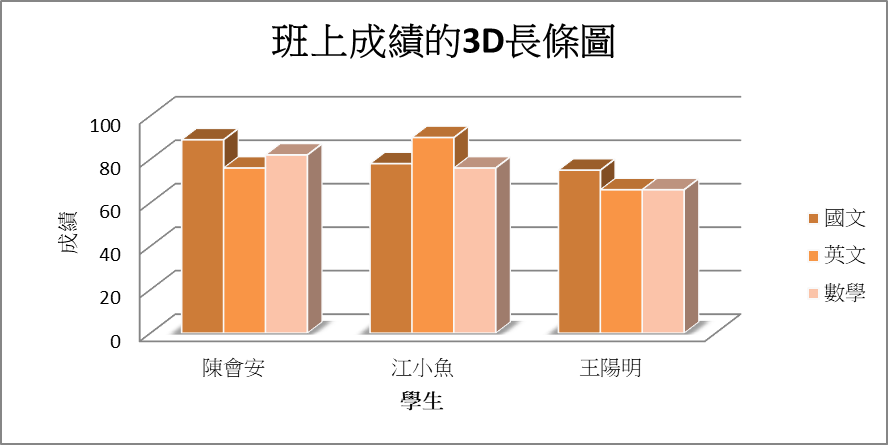 班上成績的3D長條圖
100
80
60
40
20
0
成績
陳會安
江小魚
王陽明
學生
國文
英文
數學